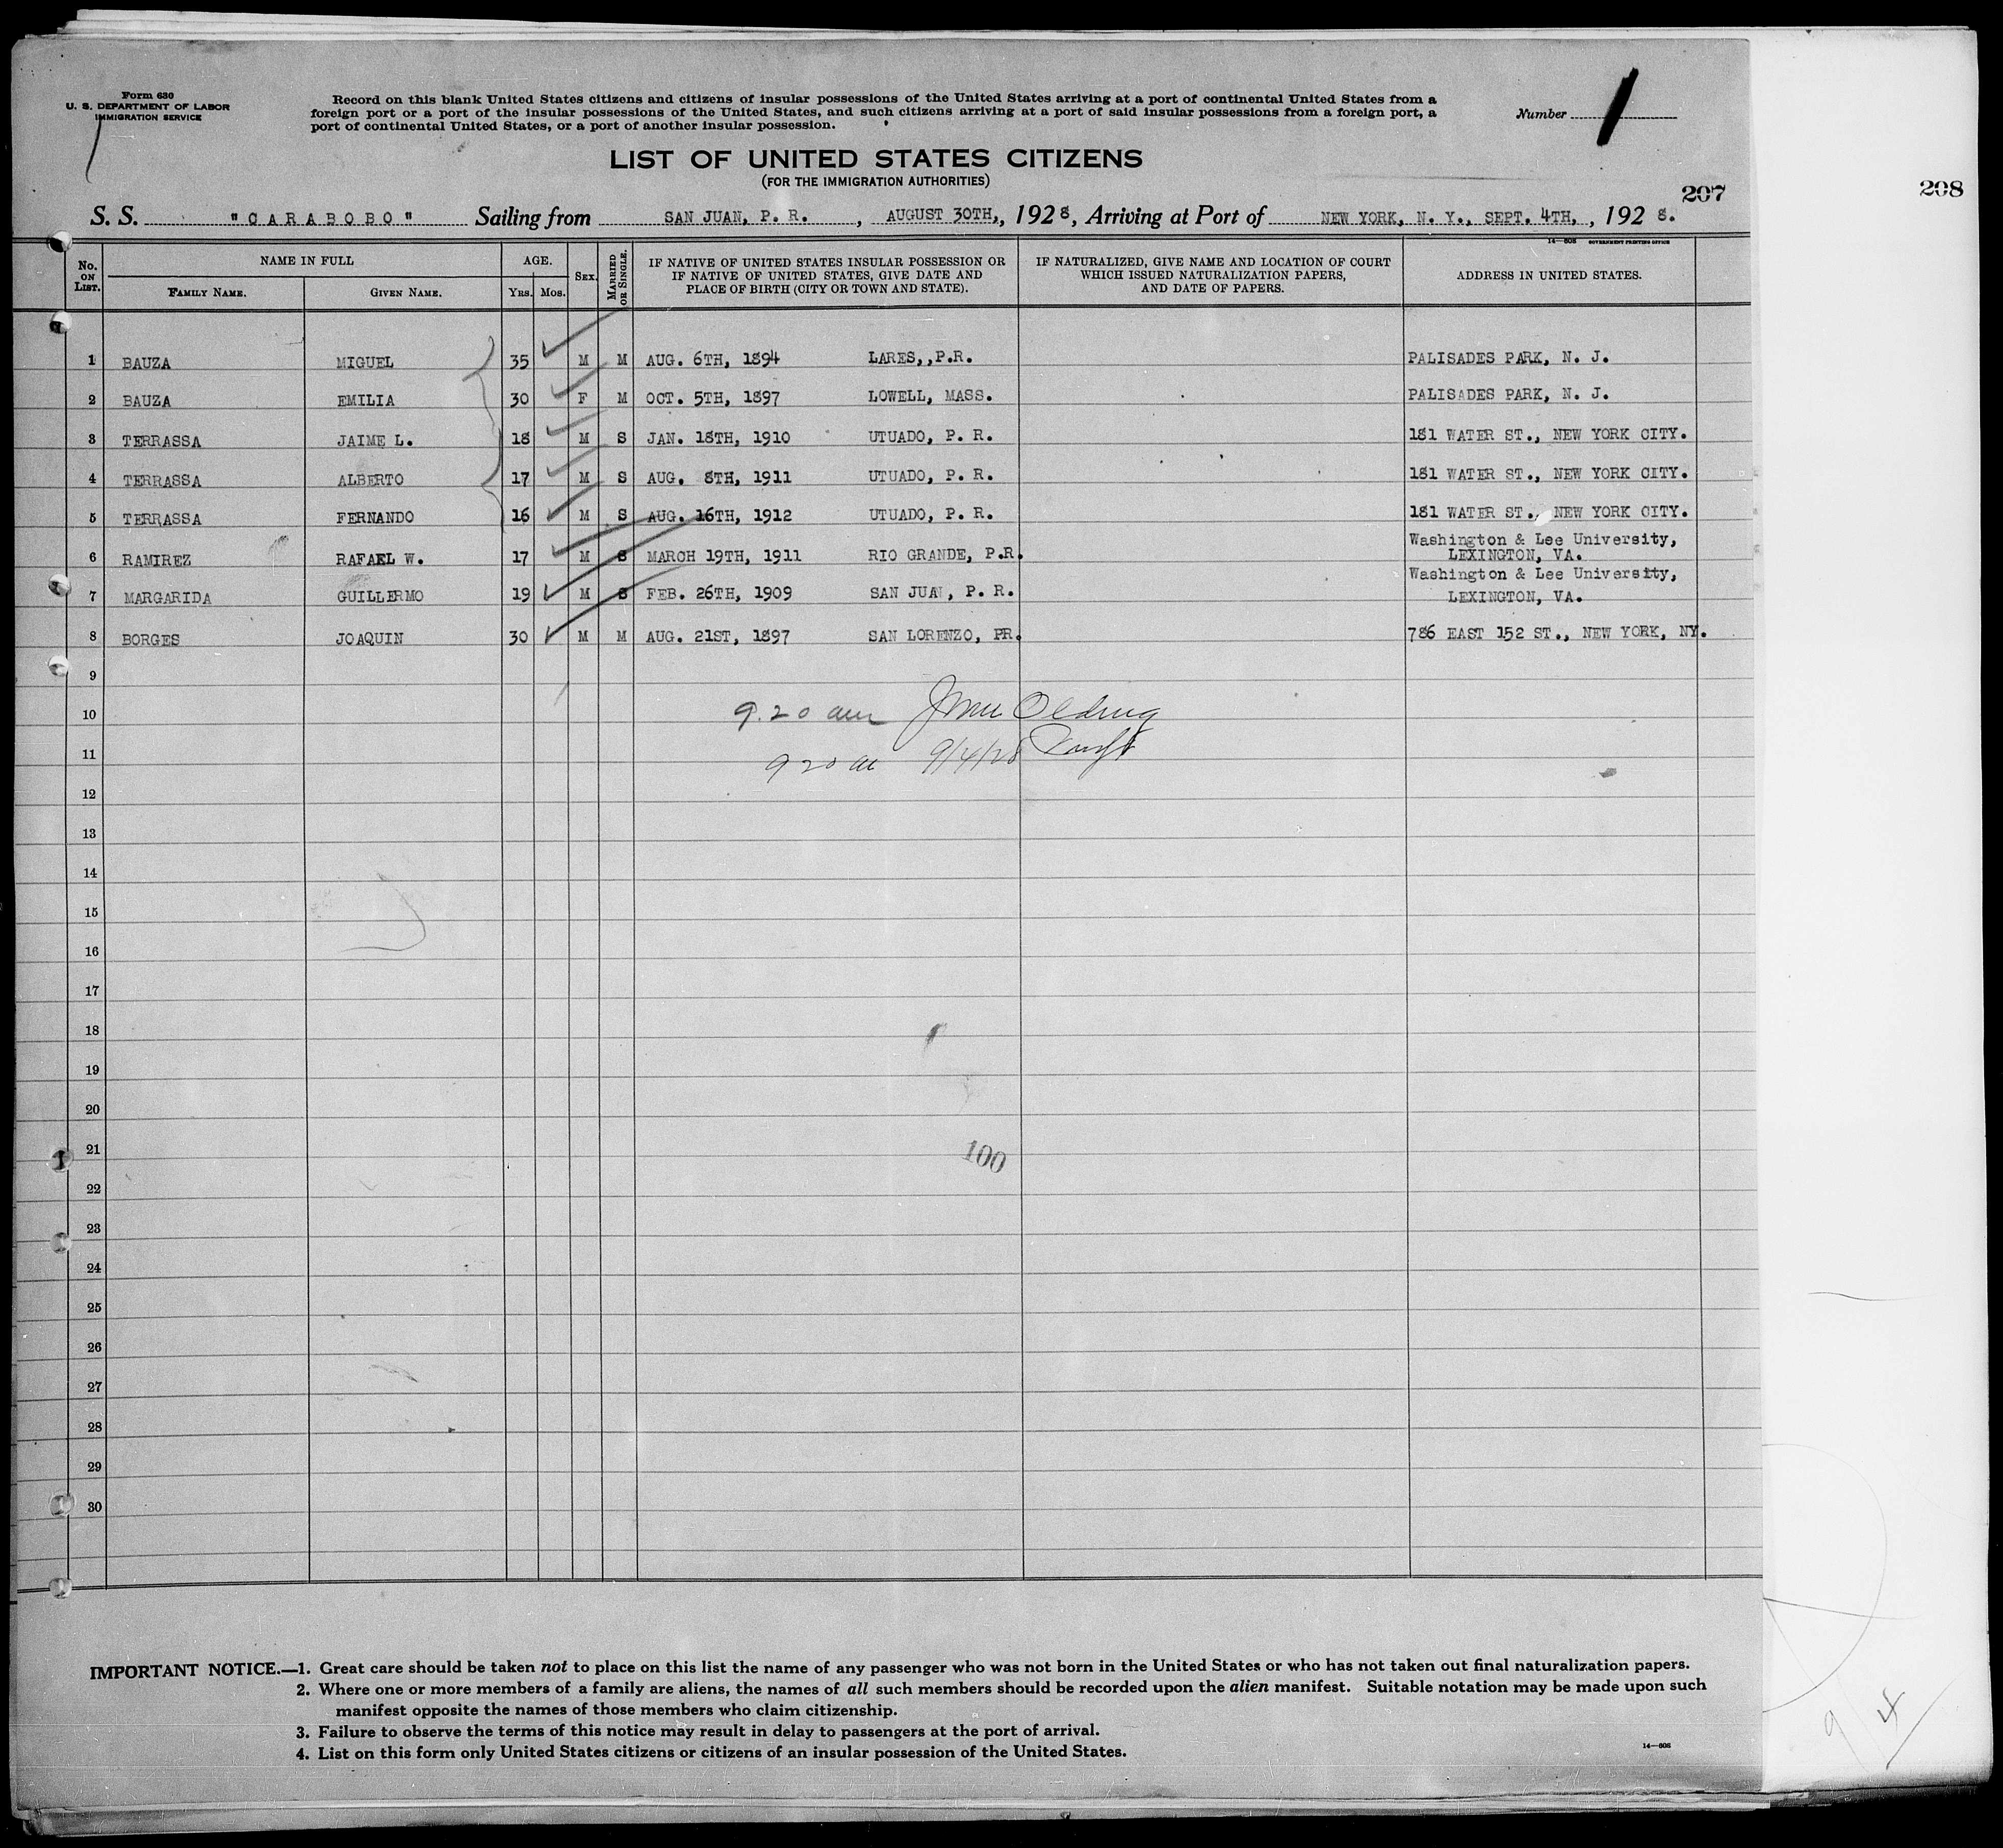 Form 630
U. S. DEPARTMENT OF LABOR
IMMIGRATION SERVICE
Record on this blank United States citizens and citizens of insular possessions of the United States arriving at a port of continental United States from a
foreign port or a port of the insular possessions of the United States, and such citizens arriving at a port of said insular possessions from a foreign port, a
port of continental United States, or a port of another insular possession.
Number 1
LIST OF UNITED STATES CITIZENS
(FOR THE IMMIGRATION AUTHORITIES)
207
208
S. S. "CARABOBO" Sailing from SAN JUAN, P. R. , AUGUST 30TH,, 1928, Arriving at Port of NEW YORK, N. Y., SEPT. 4TH, , 1928.
14—808 GOVERNMENT PRINTING OFFICE
No. ON LIST. NAME IN FULL FAMILY NAME. GIVEN NAME. AGE. YRS. MOS. SEX. MARRIED OR SINGLE. IF NATIVE OF UNITED STATES INSULAR POSSESSION OR IF NATIVE OF UNITED STATES, GIVE DATE AND PLACE OF BIRTH (CITY OR TOWN AND STATE). IF NATURALIZED, GIVE NAME AND LOCATION OF COURT WHICH ISSUED NATURALIZATION PAPERS, AND DATE OF PAPERS. ADDRESS IN UNITED STATES.
1 BAUZA MIGUEL 35 M M AUG. 6TH, 1894 LARES,,P.R. PALISADES PARK, N. J.
2 BAUZA EMILIA 30 F M OCT. 5TH, 1897 LOWELL, MASS. PALISADES PARK, N. J.
3 TERRASSA JAIME L. 18 M S JAN. 18TH, 1910 UTUADO, P. R. 181 WATER ST., NEW YORK CITY.
4 TERRASSA ALBERTO 17 M S AUG. 8TH, 1911 UTUADO, P. R. 181 WATER ST., NEW YORK CITY.
5 TERRASSA FERNANDO 16 M S AUG. 16TH, 1912 UTUADO, P. R. 181 WATER ST., NEW YORK CITY.
6 RAMIREZ RAFAEL W. 17 M S MARCH 19TH, 1911 RIO GRANDE, P.R. Washington & Lee University,
LEXINGTON, VA.
7 MARGARIDA GUILLERMO 19 M S FEB. 26TH, 1909 SAN JUAN, P. R. Washington & Lee University,
LEXINGTON, VA.
8 BORGES JOAQUIN 30 M M AUG. 21ST, 1897 SAN LORENZO, PR. 786 EAST 152 ST., NEW YORK, NY.
9
10 9.20 am
11 9 20 a 9/4/28
12
13
14
15
16
17
18
19
20
21 100
22
23
24
25
26
27
28
29
30
IMPORTANT NOTICE.—1. Great care should be taken not to place on this list the name of any passenger who was not born in the United States or who has not taken out final naturalization papers.
2. Where one or more members of a family are aliens, the names of all such members should be recorded upon the alien manifest. Suitable notation may be made upon such
manifest opposite the names of those members who claim citizenship.
3. Failure to observe the terms of this notice may result in delay to passengers at the port of arrival.
4. List on this form only United States citizens or citizens of an insular possession of the United States.
14—808